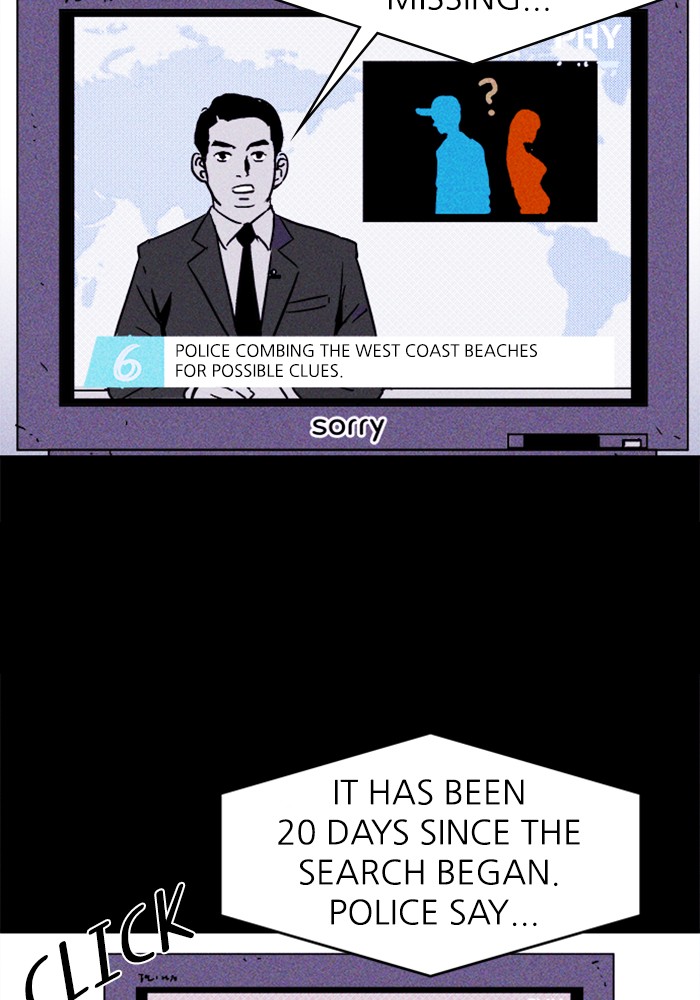 MISSING...
PHY
6
POLICE COMBING THE WEST COAST BEACHES
FOR POSSIBLE CLUES.
sorry
IT HAS BEEN
20 DAYS SINCE THE
SEARCH BEGAN.
POLICE SAY...
CLICK